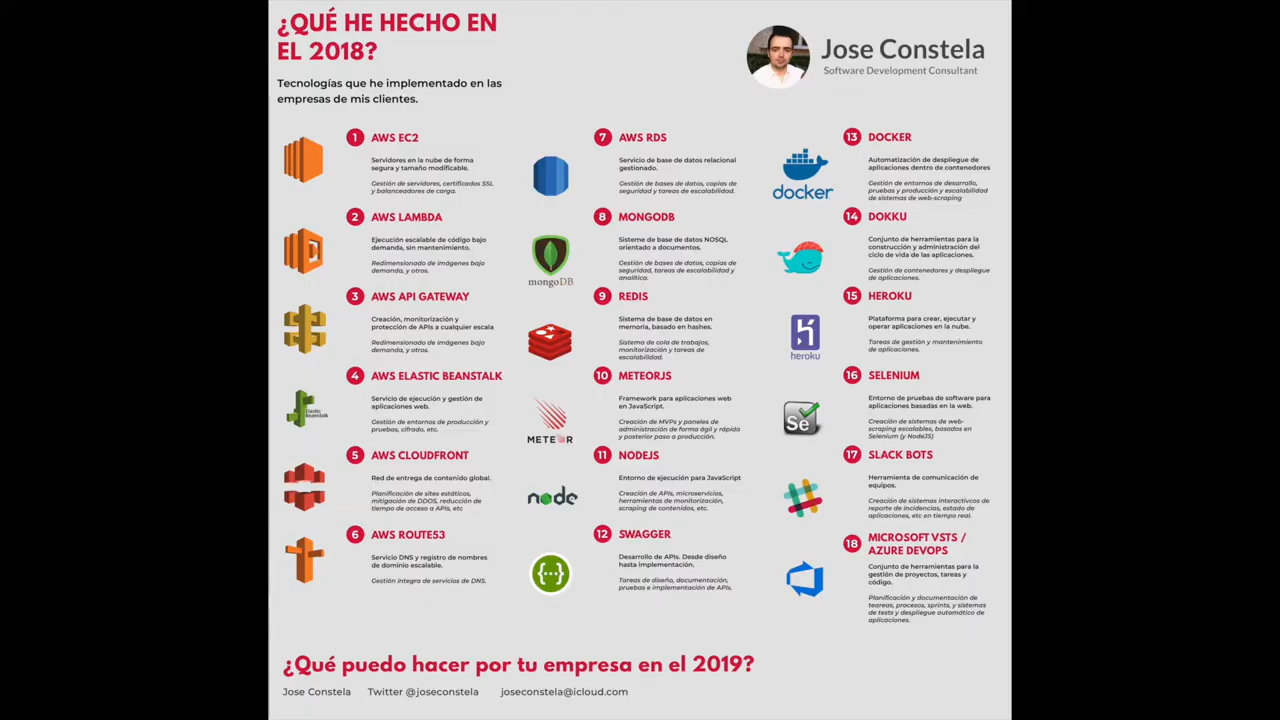 ¿QUÉ HE HECHO EN
EL 2018?
Tecnologías que he implementado en las
empresas de mis clientes.
Jose Constela
Software Development Consultant
1 AWS EC2
Servidores en la nube de forma
segura y tamaño modificable.
Gestión de servidores, certificados SSL
y balanceadores de carga.
2 AWS LAMBDA
Ejecución escalable de código bajo
demanda, sin mantenimiento.
Redimensionado de imágenes bajo
demanda, y otros.
3 AWS API GATEWAY
Creación, monitorización y
protección de APIs a cualquier escala
Redimensionado de imágenes bajo
demanda, y otros.
Elastic
Beanstalk
4 AWS ELASTIC BEANSTALK
Servicio de ejecución y gestión de
aplicaciones web.
Gestión de entornos de producción y
pruebas, cifrado, etc.
5 AWS CLOUDFRONT
Red de entrega de contenido global.
Planificación de sites estáticos,
mitigación de DDOS, reducción de
tiempo de acceso a APIs, etc
6 AWS ROUTE53
Servicio DNS y registro de nombres
de dominio escalable.
Gestión íntegra de servicios de DNS.
7 AWS RDS
Servicio de base de datos relacional
gestionado.
Gestión de bases de datos, copias de
seguridad y tareas de escalabilidad.
mongoDB
8 MONGODB
Sisteme de base de datos NOSQL
orientado a documentos.
Gestión de bases de datos, copias de
seguridad, tareas de escalabilidad y
analítica.
9 REDIS
Sistema de base de datos en
memoria, basado en hashes.
Sistema de cola de trabajos,
monitorización y tareas de
escalabilidad.
METEOR
10 METEORJS
Framework para aplicaciones web
en JavaScript.
Creación de MVPs y paneles de
administración de forma ágil y rápida
y posterior paso a producción.
node
11 NODEJS
Entorno de ejecución para JavaScript
Creación de APIs, microservicios,
herramientas de monitorización,
scraping de contenidos, etc.
{...}
12 SWAGGER
Desarrollo de APIs. Desde diseño
hasta implementación.
Tareas de diseño, documentación,
pruebas e implementación de APIs.
docker
13 DOCKER
Automatización de despliegue de
aplicaciones dentro de contenedores
Gestión de entornos de desarrollo,
pruebas y producción y escalabilidad
de sistemas de web-scraping
14 DOKKU
Conjunto de herramientas para la
construcción y administración del
ciclo de vida de las aplicaciones.
Gestión de contenedores y despliegue
de aplicaciones.
heroku
15 HEROKU
Plataforma para crear, ejecutar y
operar aplicaciones en la nube.
Tareas de gestión y mantenimiento
de aplicaciones.
Se
16 SELENIUM
Entorno de pruebas de software para
aplicaciones basadas en la web.
Creación de sistemas de web-
scraping escalables, basados en
Selenium (y NodeJS)
17 SLACK BOTS
Herramienta de comunicación de
equipos.
Creación de sistemas interactivos de
reporte de incidencias, estado de
aplicaciones, etc en tiempo real.
18 MICROSOFT VSTS /
AZURE DEVOPS
Conjunto de herramientas para la
gestión de proyectos, tareas y
código.
Planificación y documentación de
teareas, procesos, sprints, y sistemas
de tests y despliegue automático de
aplicaciones.
¿Qué puedo hacer por tu empresa en el 2019?
Jose Constela Twitter @joseconstela joseconstela@icloud.com